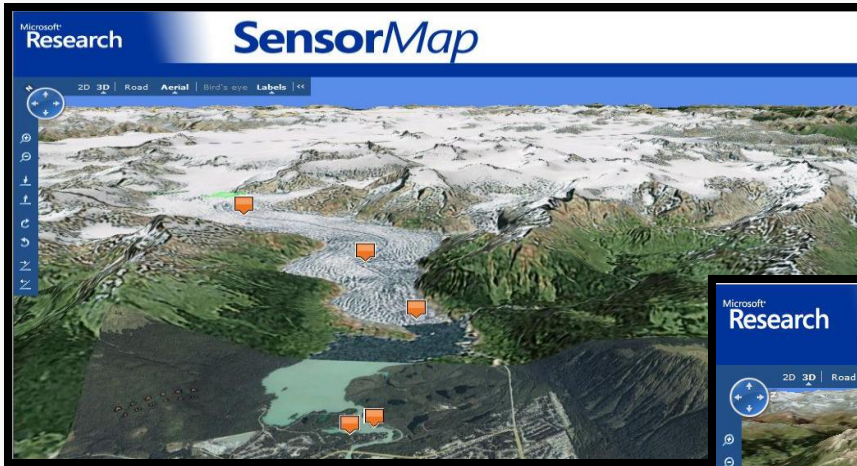 Microsoft®
Research
SensorMap
2D 3D | Road Aerial | Bird's eye Labels | <<
Microsoft®
Research
2D 3D | Road